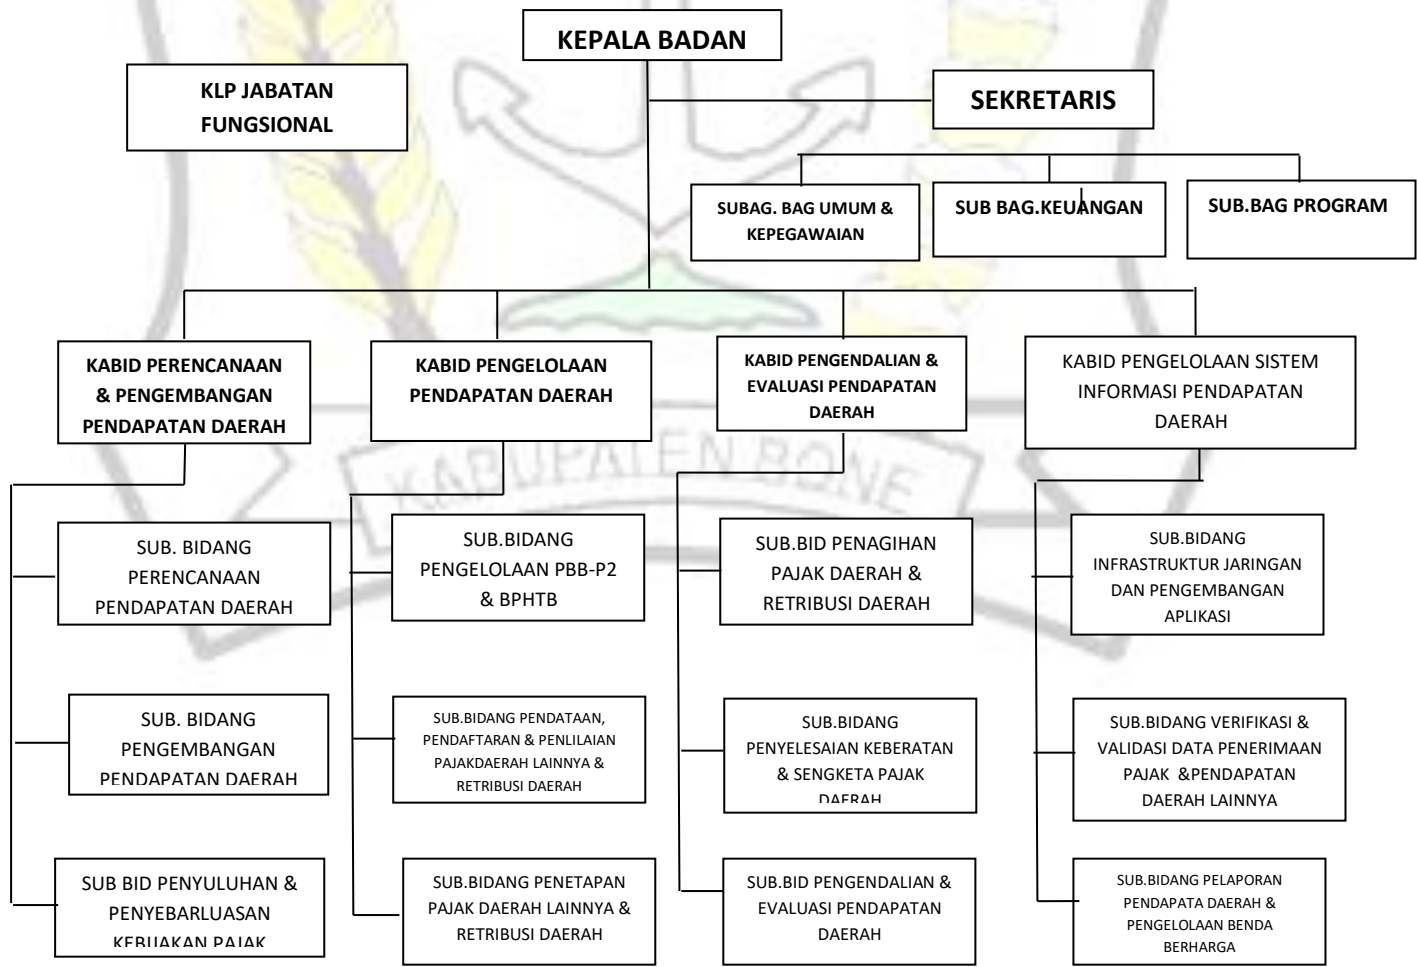 KEPALA BADAN
KLP JABATAN
FUNGSIONAL
SEKRETARIS
SUBAG. BAG UMUM &
KEPEGAWAIAN
SUB BAG.KEUANGAN
SUB.BAG PROGRAM
KABID PERENCANAAN
& PENGEMBANGAN
PENDAPATAN DAERAH
KABID PENGELOLAAN
PENDAPATAN DAERAH
KABID PENGENDALIAN &
EVALUASI PENDAPATAN
DAERAH
KABID PENGELOLAAN SISTEM
INFORMASI PENDAPATAN
DAERAH
KABUPATEN BONE
SUB. BIDANG
PERENCANAAN
PENDAPATAN DAERAH
SUB.BIDANG
PENGELOLAAN PBB-P2
& BPHTB
SUB.BID PENAGIHAN
PAJAK DAERAH &
RETRIBUSI DAERAH
SUB.BIDANG
INFRASTRUKTUR JARINGAN
DAN PENGEMBANGAN
APLIKASI
SUB. BIDANG
PENGEMBANGAN
PENDAPATAN DAERAH
SUB.BIDANG PENDATAAN,
PENDAFTARAN & PENLILAIAN
PAJAKDAERAH LAINNYA &
RETRIBUSI DAERAH
SUB.BIDANG
PENYELESAIAN KEBERATAN
& SENGKETA PAJAK
DAERAH
SUB.BIDANG VERIFIKASI &
VALIDASI DATA PENERIMAAN
PAJAK &PENDAPATAN
DAERAH LAINNYA
SUB BID PENYULUHAN &
PENYEBARLUASAN
KEBIJAKAN PAJAK
SUB.BIDANG PENETAPAN
PAJAK DAERAH LAINNYA &
RETRIBUSI DAERAH
SUB.BID PENGENDALIAN &
EVALUASI PENDAPATAN
DAERAH
SUB.BIDANG PELAPORAN
PENDAPATA DAERAH &
PENGELOLAAN BENDA
BERHARGA